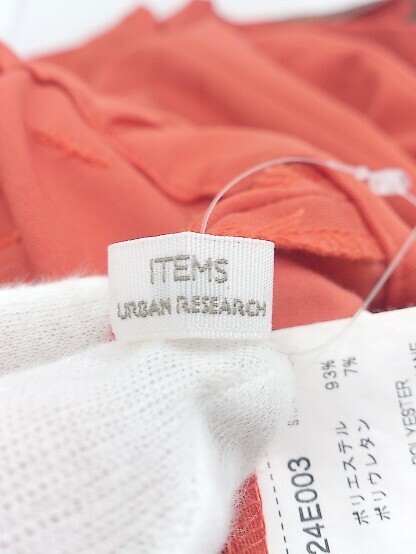 ITEMS
URBAN RESEARCH
24E003
ポリエステル 93%
ポリウレタン 7%
POLYESTER